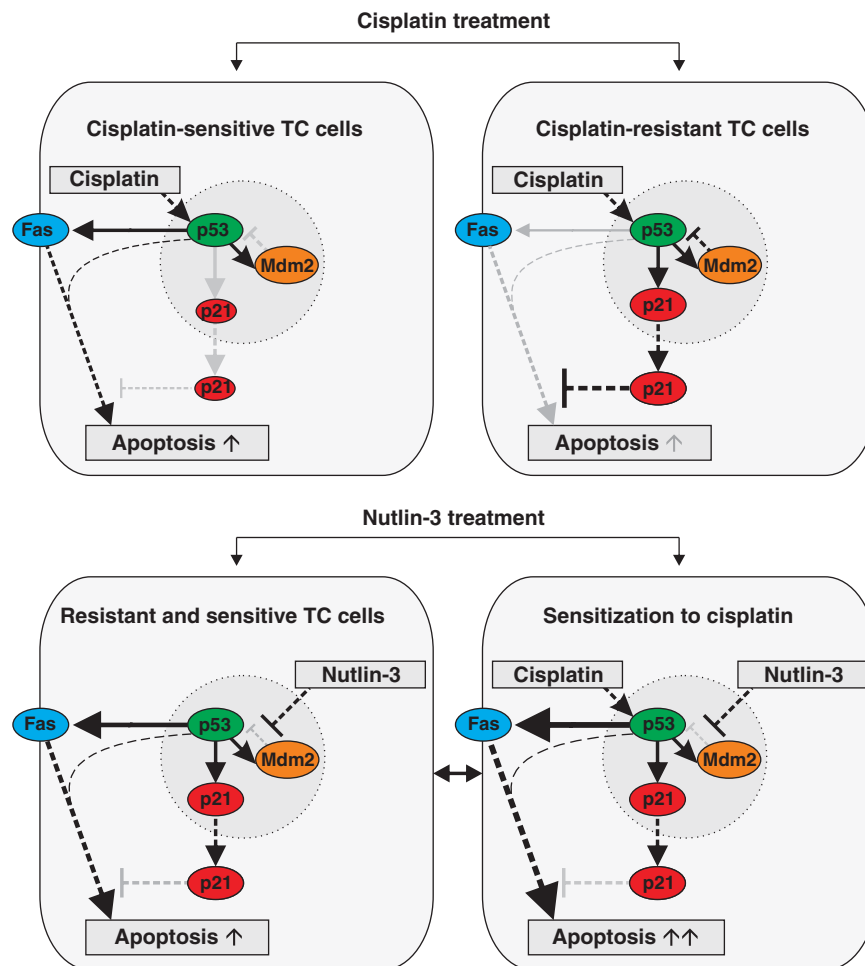 Cisplatin treatment
Cisplatin-sensitive TC cells
Cisplatin
Fas
p53
Mdm2
p21
p21
Apoptosis ↑
Cisplatin-resistant TC cells
Cisplatin
Fas
p53
Mdm2
p21
p21
Apoptosis ↑
Nutlin-3 treatment
Resistant and sensitive TC cells
Nutlin-3
Fas
p53
Mdm2
p21
p21
Apoptosis ↑
Sensitization to cisplatin
Cisplatin
Nutlin-3
Fas
p53
Mdm2
p21
p21
Apoptosis ↑↑